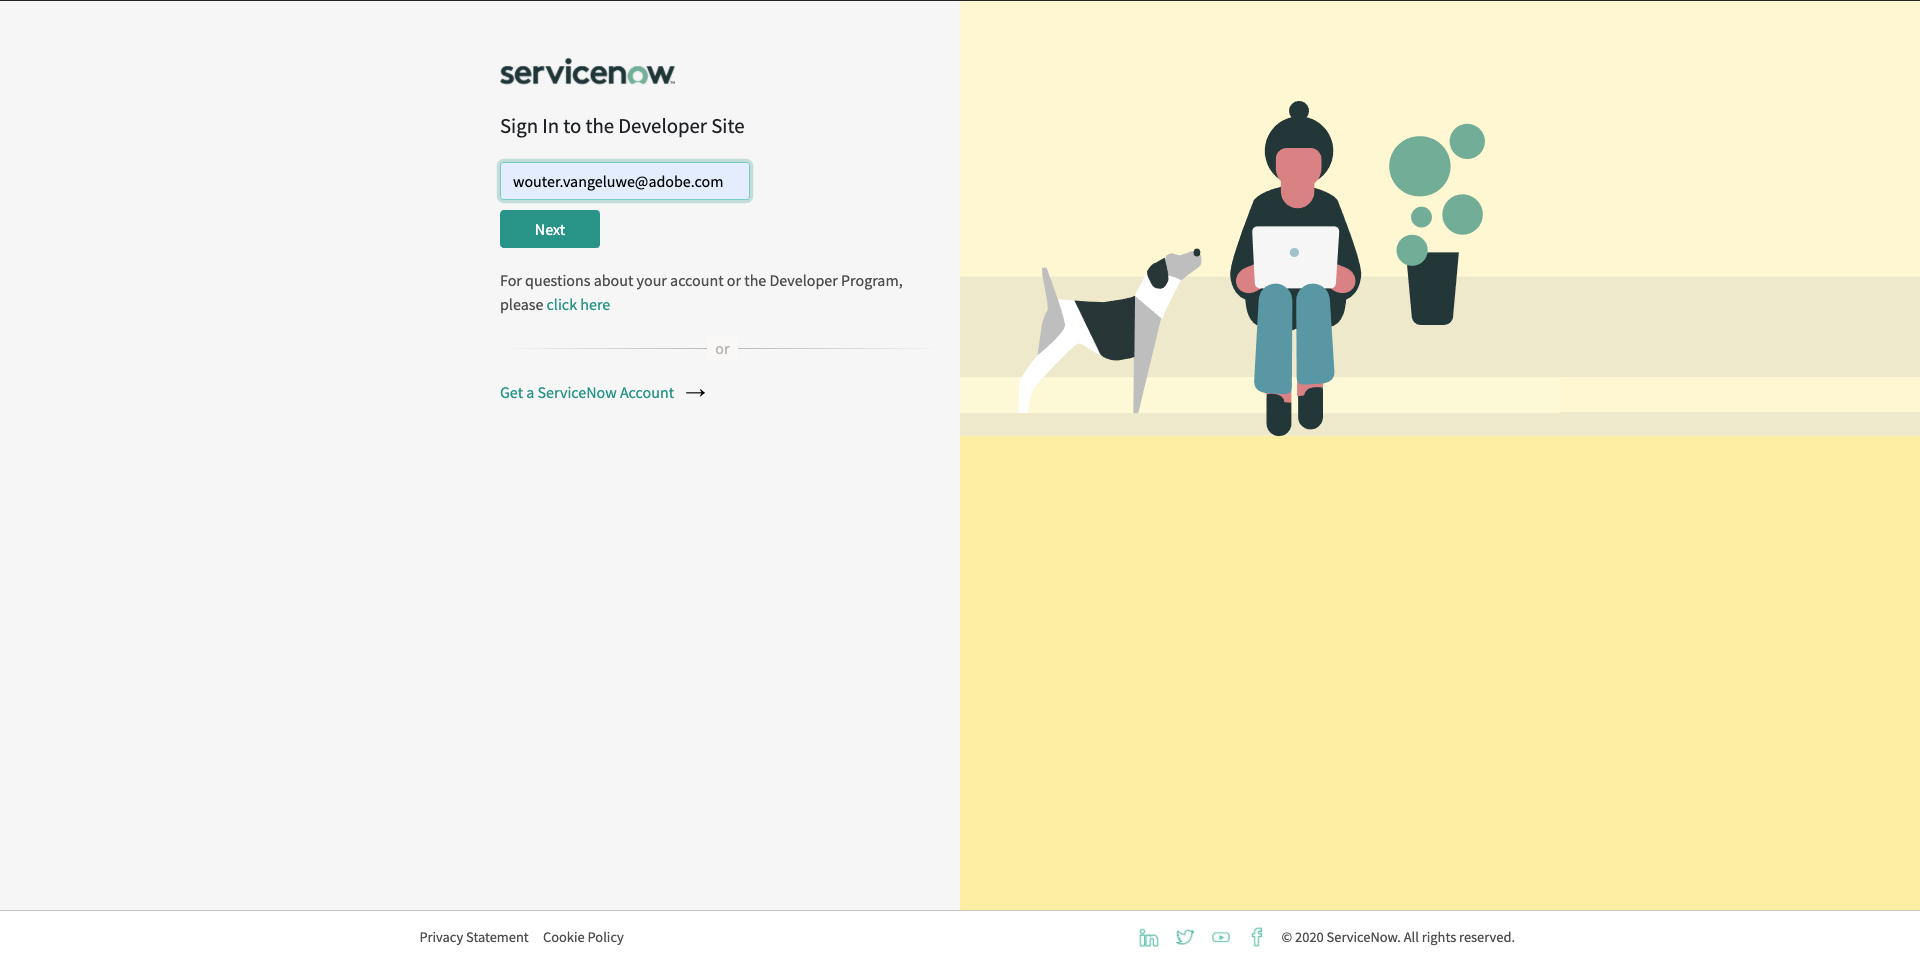 servicenow
Sign In to the Developer Site
wouter.vangeluwe@adobe.com
Next
For questions about your account or the Developer Program,
please click here
or
Get a ServiceNow Account
Privacy Statement Cookie Policy
© 2020 ServiceNow. All rights reserved.